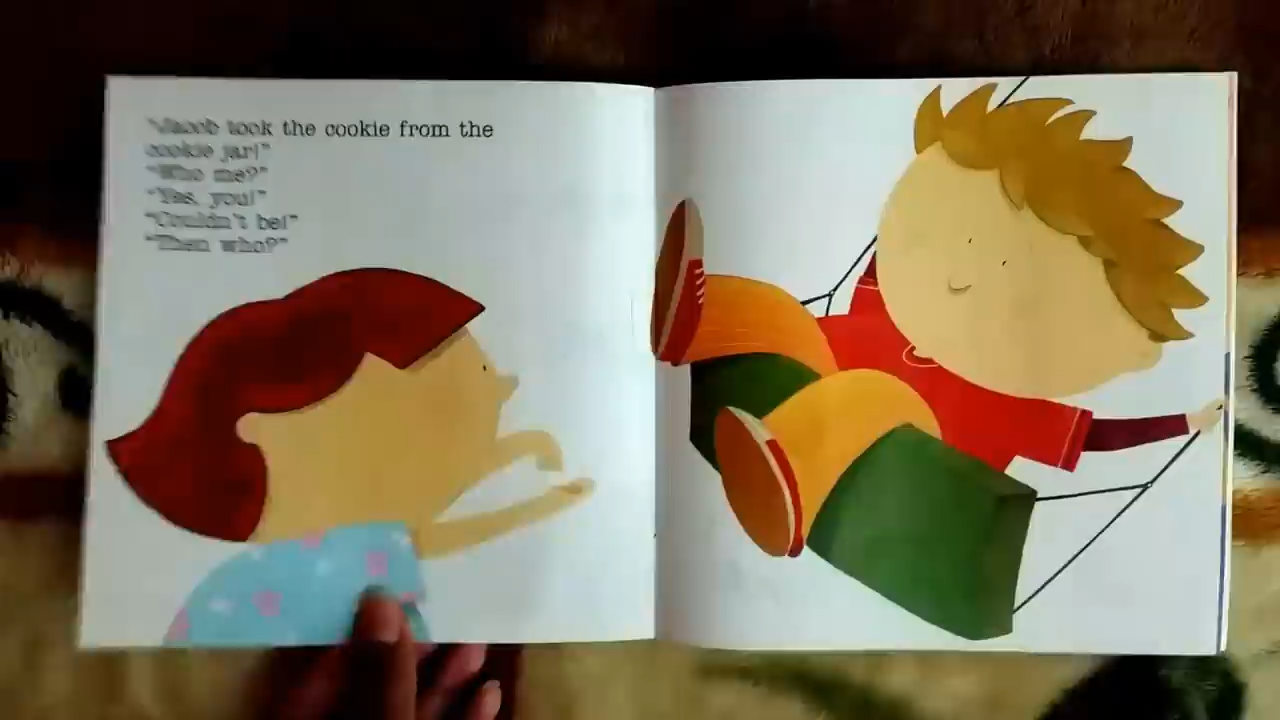 "Jacob took the cookie from the
cookie jar!"
"Who me?"
"Yes, you!"
"Couldn't be!"
"Then who?"